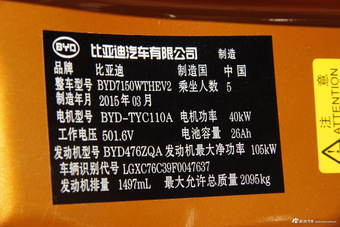 BYD 比亚迪汽车有限公司 制造
品牌 比亚迪 制造国 中国
整车型号 BYD7150WTHEV2 乘坐人数 5
制造年月 2015年03月
电机型号 BYD-TYC110A 电机功率 40kW
工作电压 501.6V 电池容量 26Ah
发动机型号 BYD476ZQA 发动机最大净功率 105kW
车辆识别代号 LGXC76C39F0047637
发动机排量 1497mL 最大允许总质量 2095kg
注意
ATTENTION